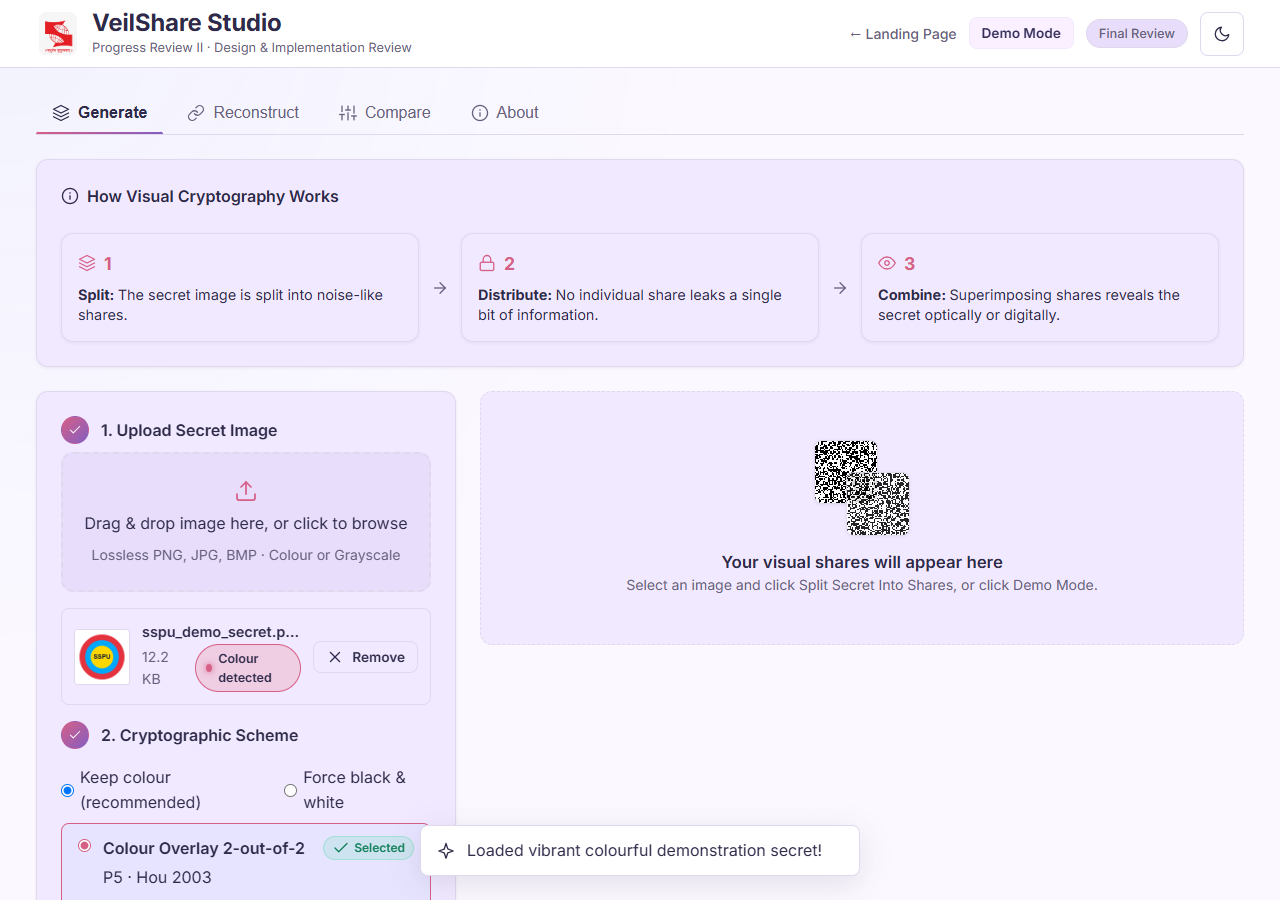 VeilShare Studio
Progress Review II · Design & Implementation Review
← Landing Page
Demo Mode
Final Review
Generate
Reconstruct
Compare
About
How Visual Cryptography Works
1
Split: The secret image is split into noise-like
shares.
2
Distribute: No individual share leaks a single
bit of information.
3
Combine: Superimposing shares reveals the
secret optically or digitally.
1. Upload Secret Image
Drag & drop image here, or click to browse
Lossless PNG, JPG, BMP · Colour or Grayscale
SSPU
sspu_demo_secret.p...
12.2
KB
Colour
detected
Remove
Your visual shares will appear here
Select an image and click Split Secret Into Shares, or click Demo Mode.
2. Cryptographic Scheme
Keep colour
(recommended)
Force black &
white
Colour Overlay 2-out-of-2
Selected
P5 · Hou 2003
Loaded vibrant colourful demonstration secret!